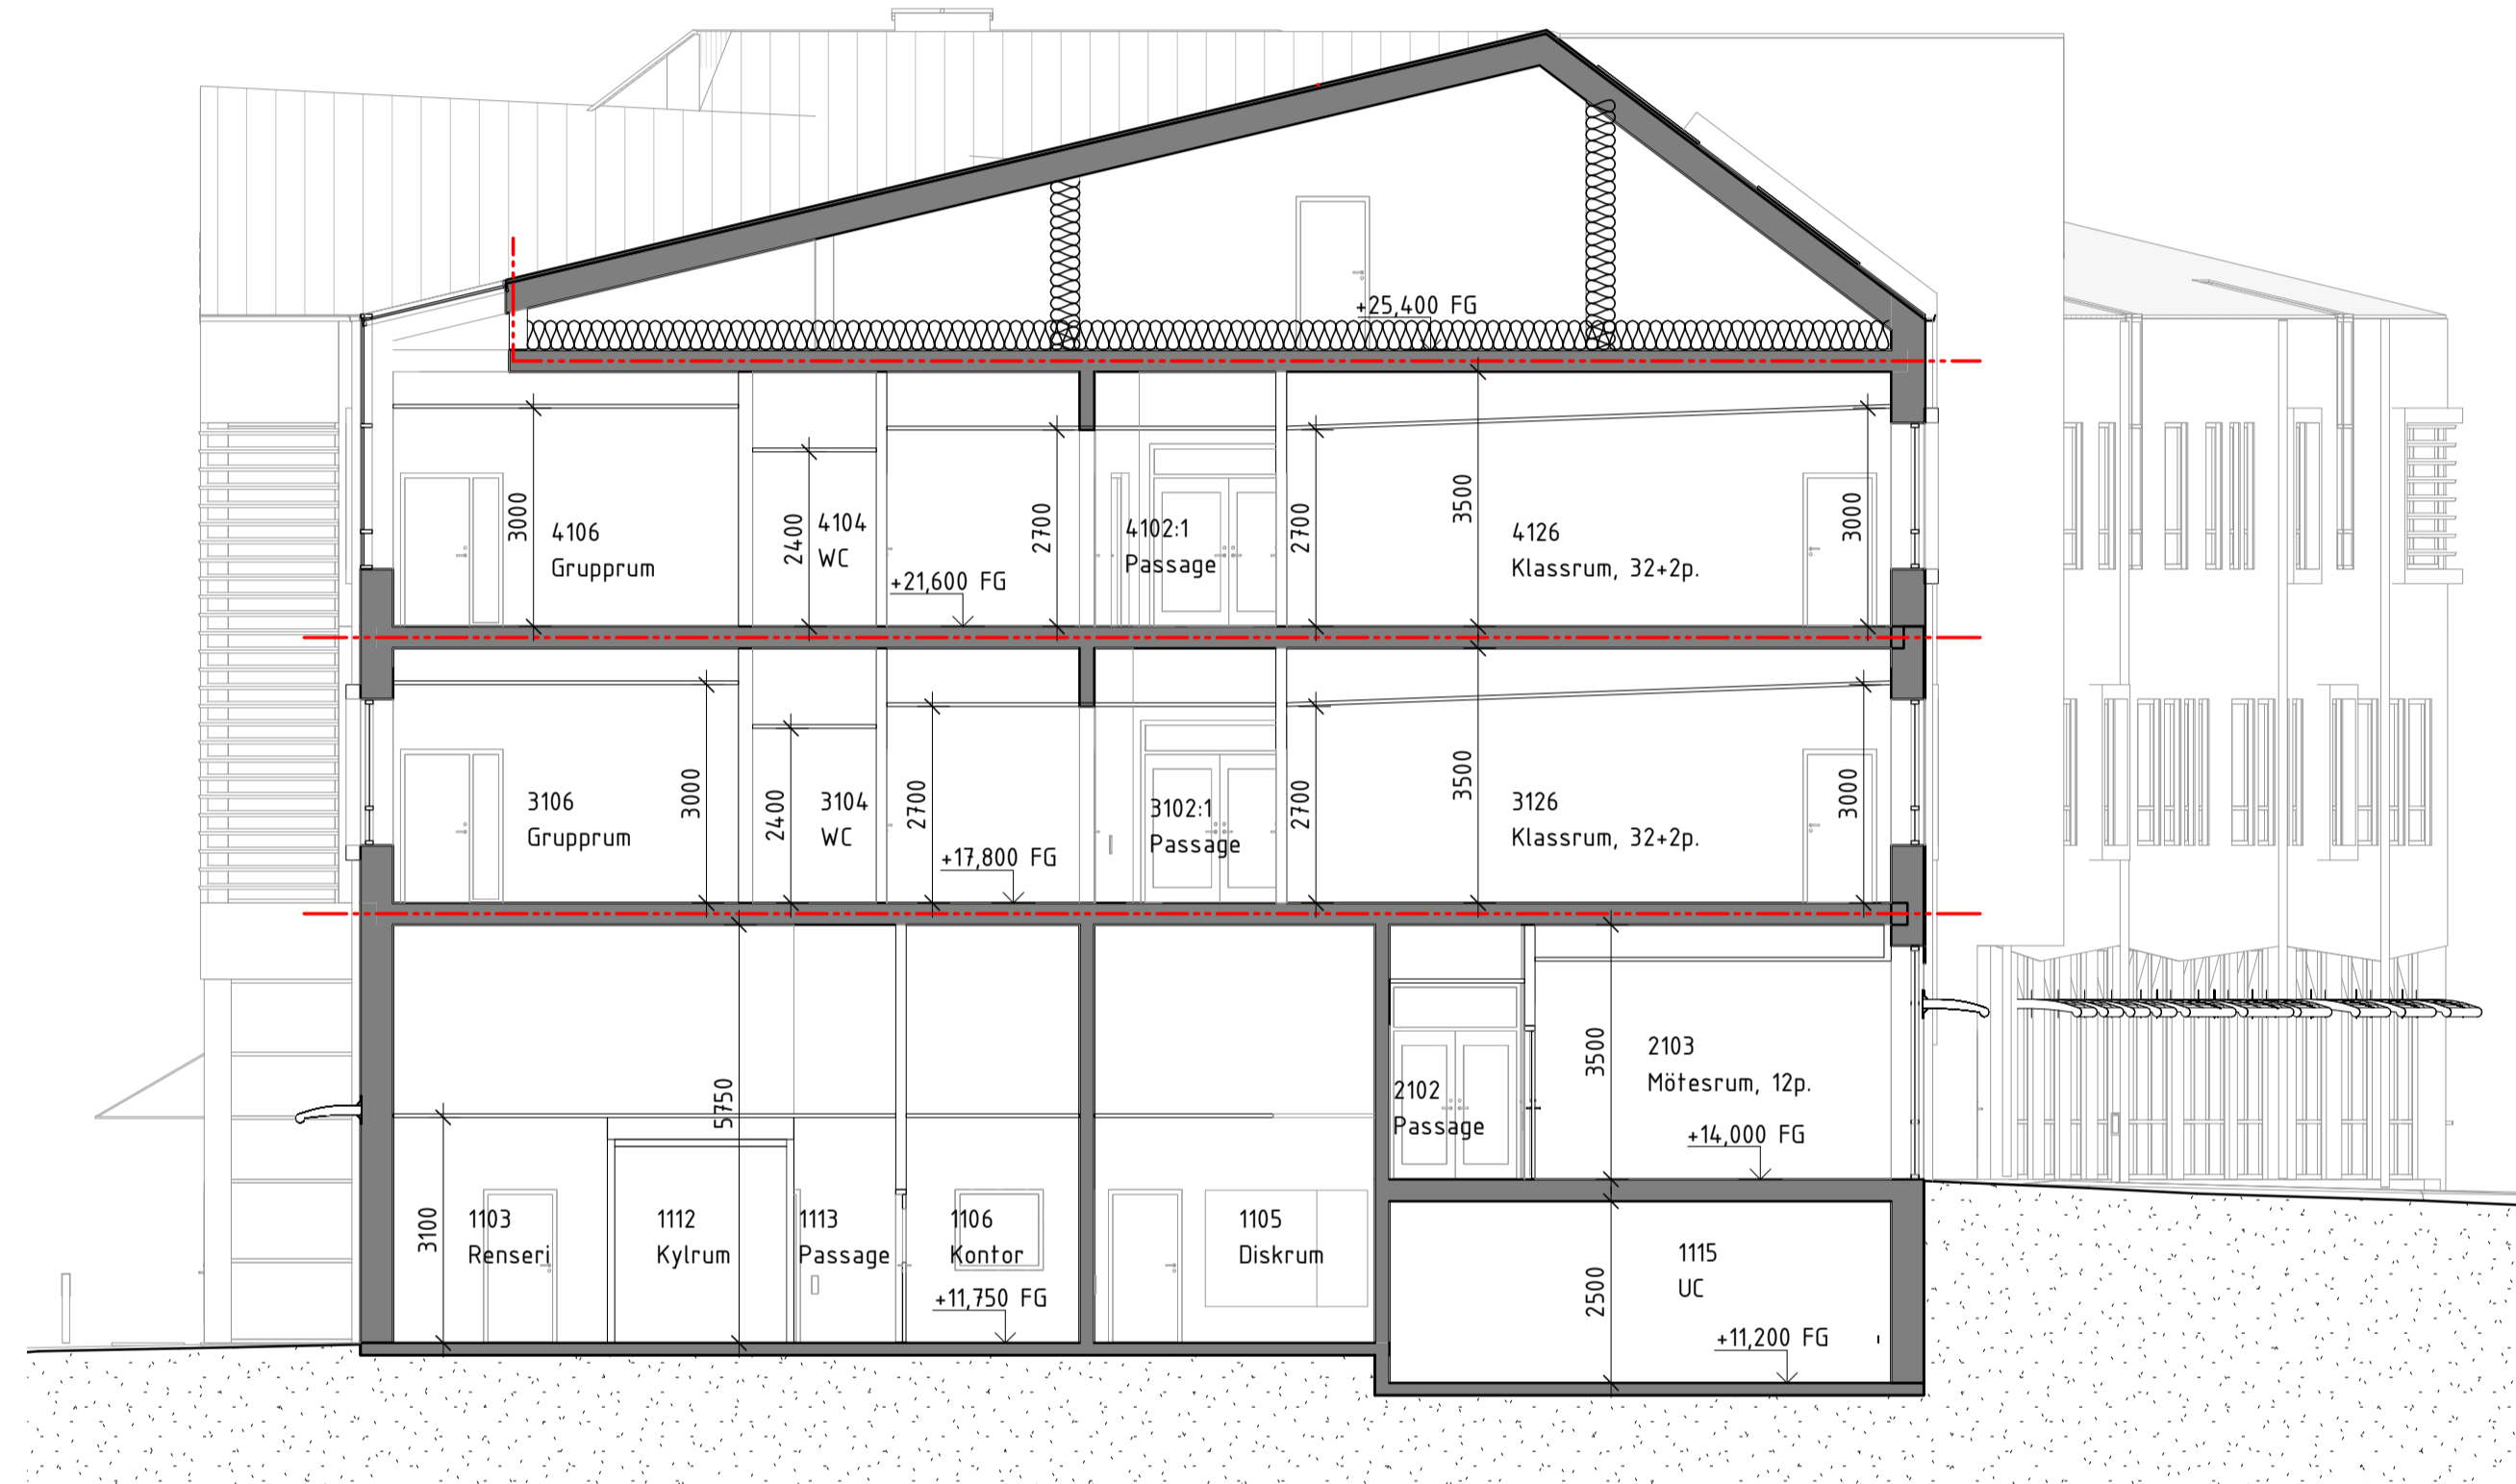 +25,400 FG
3000
4106
Grupprum
2400
4104
WC
+21,600 FG
2700
4102:1
Passage
2700
3500
4126
Klassrum, 32+2p.
3000
3106
Grupprum
3000
2400
3104
WC
2700
+17,800 FG
3102:1
Passage
2700
3500
3126
Klassrum, 32+2p.
3000
5750
2102
Passage
3500
2103
Mötesrum, 12p.
+14,000 FG
3100
1103
Renseri
1112
Kylrum
1113
Passage
1106
Kontor
+11,750 FG
1105
Diskrum
2500
1115
UC
+11,200 FG